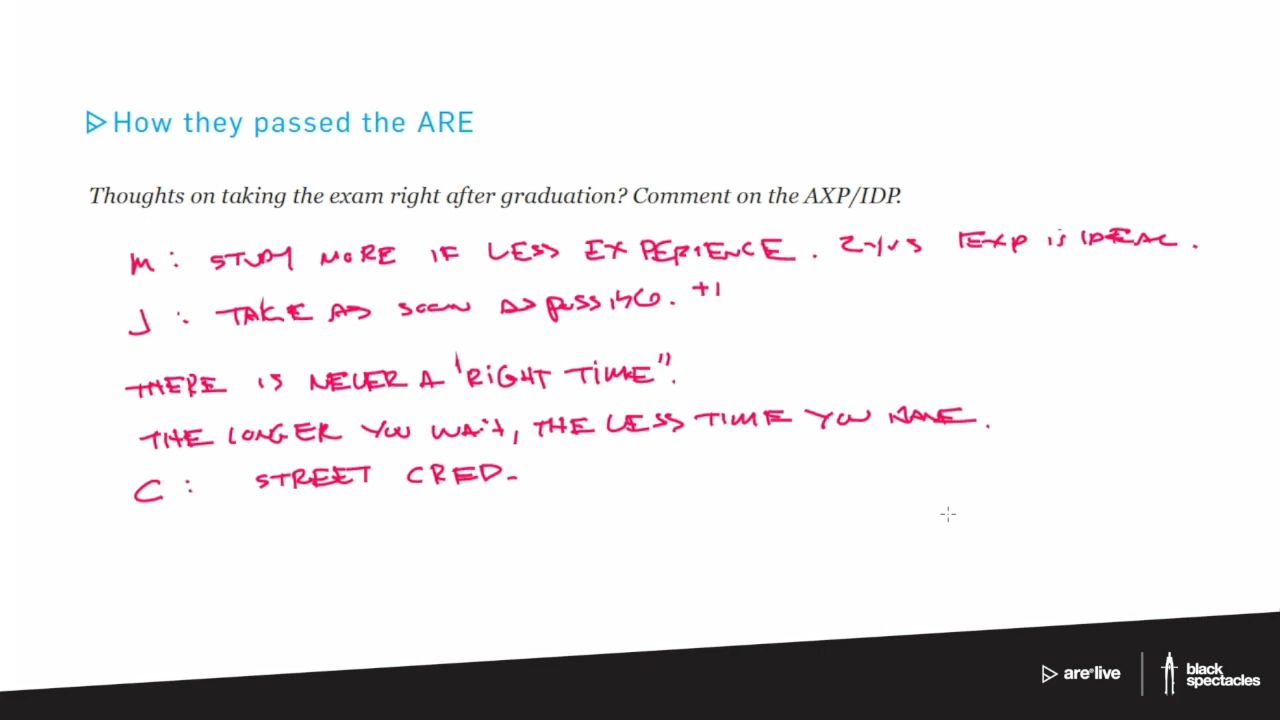 How they passed the ARE
Thoughts on taking the exam right after graduation? Comment on the AXP/IDP.
M: STUDY MORE IF LESS EXPERIENCE. 2 yrs EXP is IDEAL.
J: TAKE AS SOON AS possible. +1
THERE IS NEVER A "RIGHT TIME".
THE LONGER YOU WAIT, THE LESS TIME YOU HAVE.
C: STREET CRED.
are®live
black
spectacles